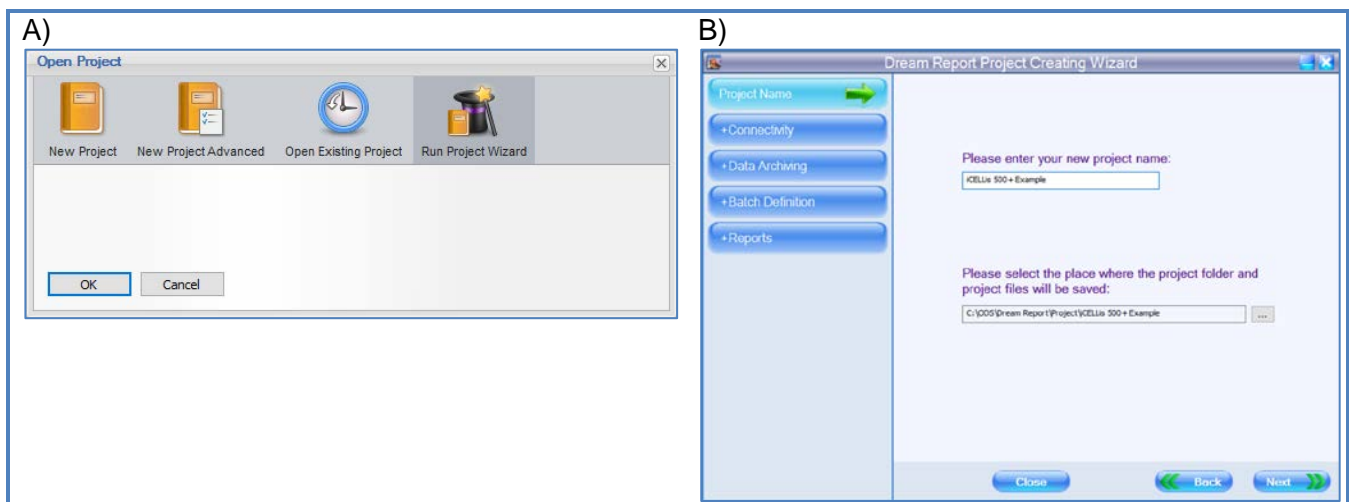 A)
Open Project
New Project
New Project Advanced
Open Existing Project
Run Project Wizard
OK
Cancel
B)
Dream Report Project Creating Wizard
Project Name
+Connectivity
+Data Archiving
+Batch Definition
+Reports
Please enter your new project name:
iCELLis 500+ Example
Please select the place where the project folder and
project files will be saved:
C:\ODS\Dream Report\Project\iCELLis 500+ Example
...
Close
Back
Next